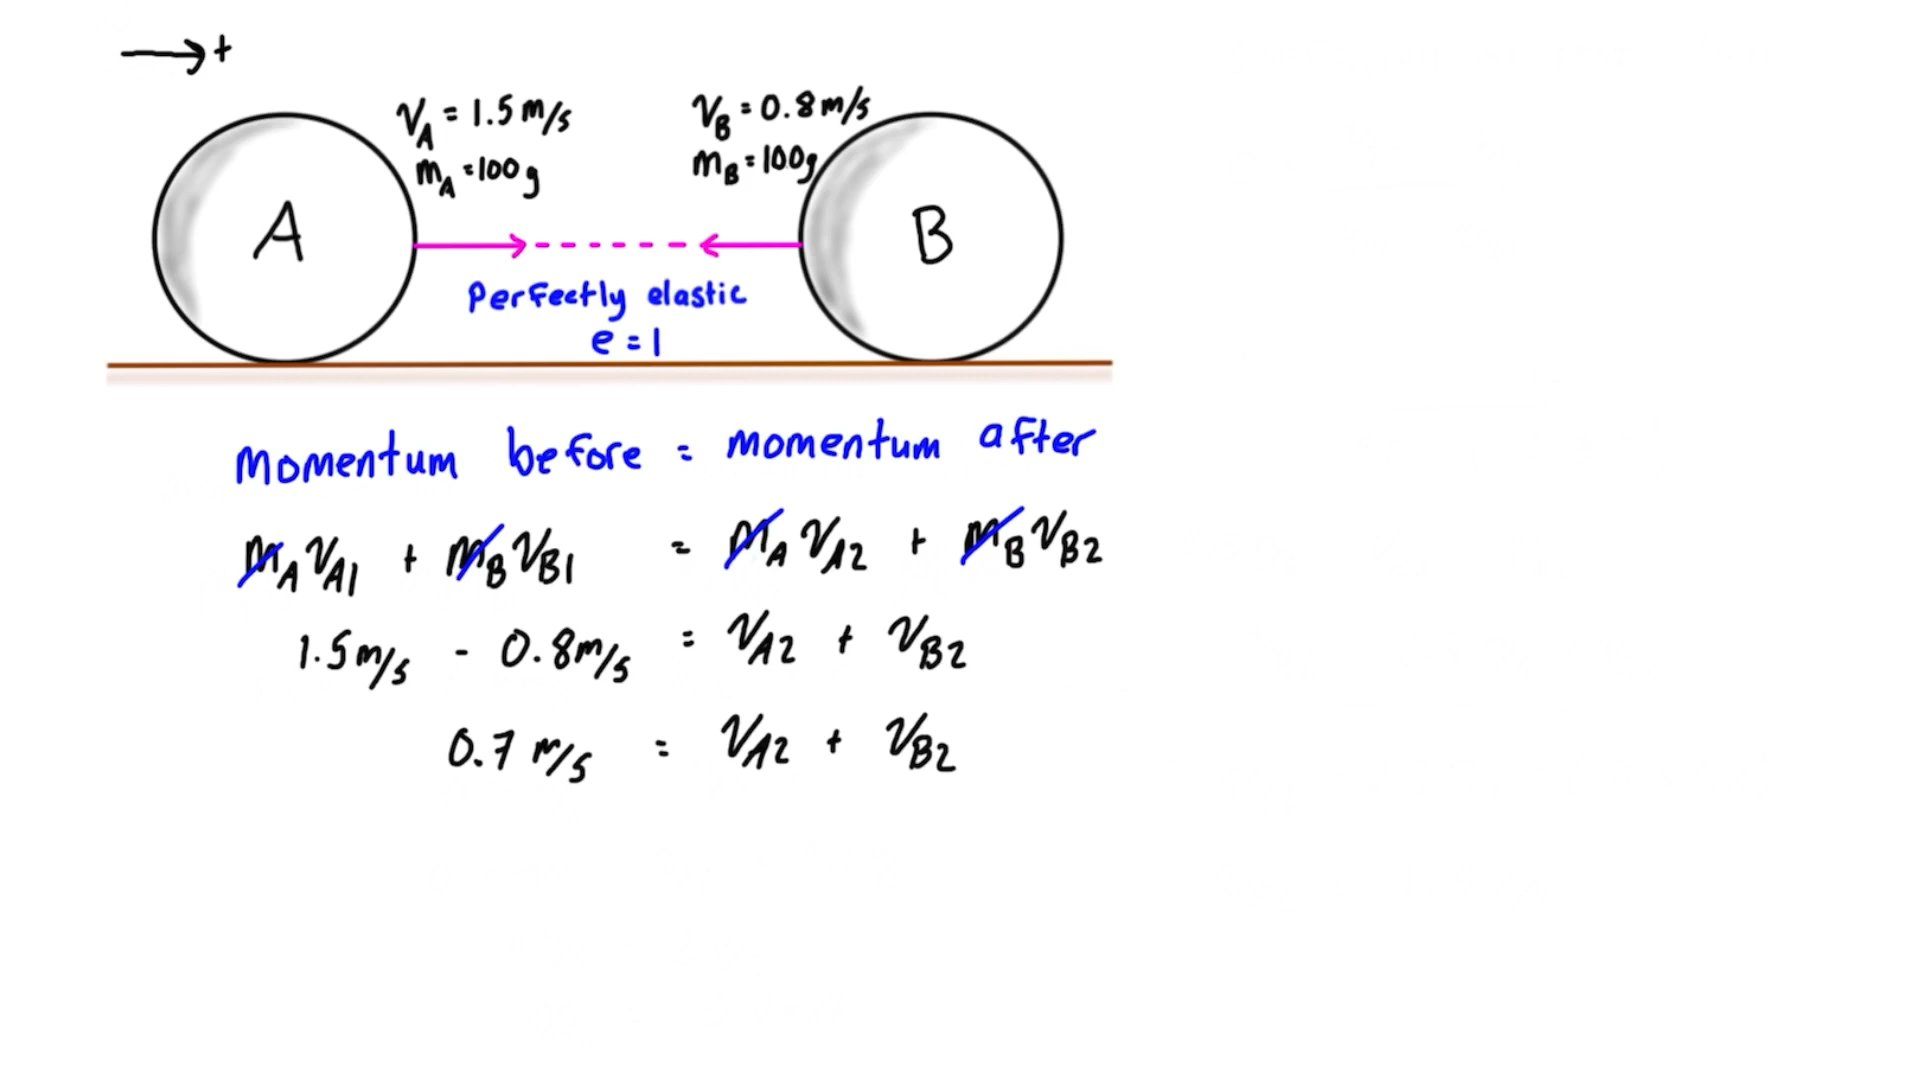 → +
V_A = 1.5 m/s
m_A = 100 g
V_B = 0.8 m/s
m_B = 100g
A
B
Perfectly elastic
e = 1
Momentum before = momentum after
m_A V_A1 + m_B V_B1 = m_A V_A2 + m_B V_B2
1.5 m/s - 0.8 m/s = V_A2 + V_B2
0.7 m/s = V_A2 + V_B2